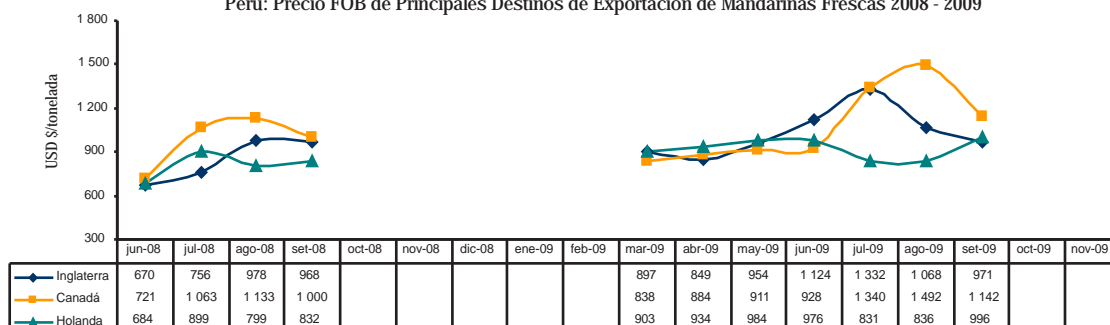 Perú: Precio FOB de Principales Destinos de Exportación de Mandarinas Frescas 2008 - 2009
1 800
1 500
1 200
900
600
300
USD $/tonelada
jun-08 jul-08 ago-08 set-08 oct-08 nov-08 dic-08 ene-09 feb-09 mar-09 abr-09 may-09 jun-09 jul-09 ago-09 set-09 oct-09 nov-09
Inglaterra 670 756 978 968 897 849 954 1 124 1 332 1 068 971
Canadá 721 1 063 1 133 1 000 838 884 911 928 1 340 1 492 1 142
Holanda 684 899 799 832 903 934 984 976 831 836 996